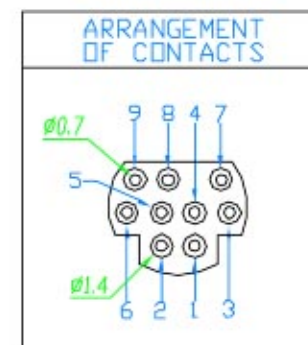 ARRANGEMENT
OF CONTACTS
9 8 4 7
Ø0.7
5
Ø1.4
6 2 1 3